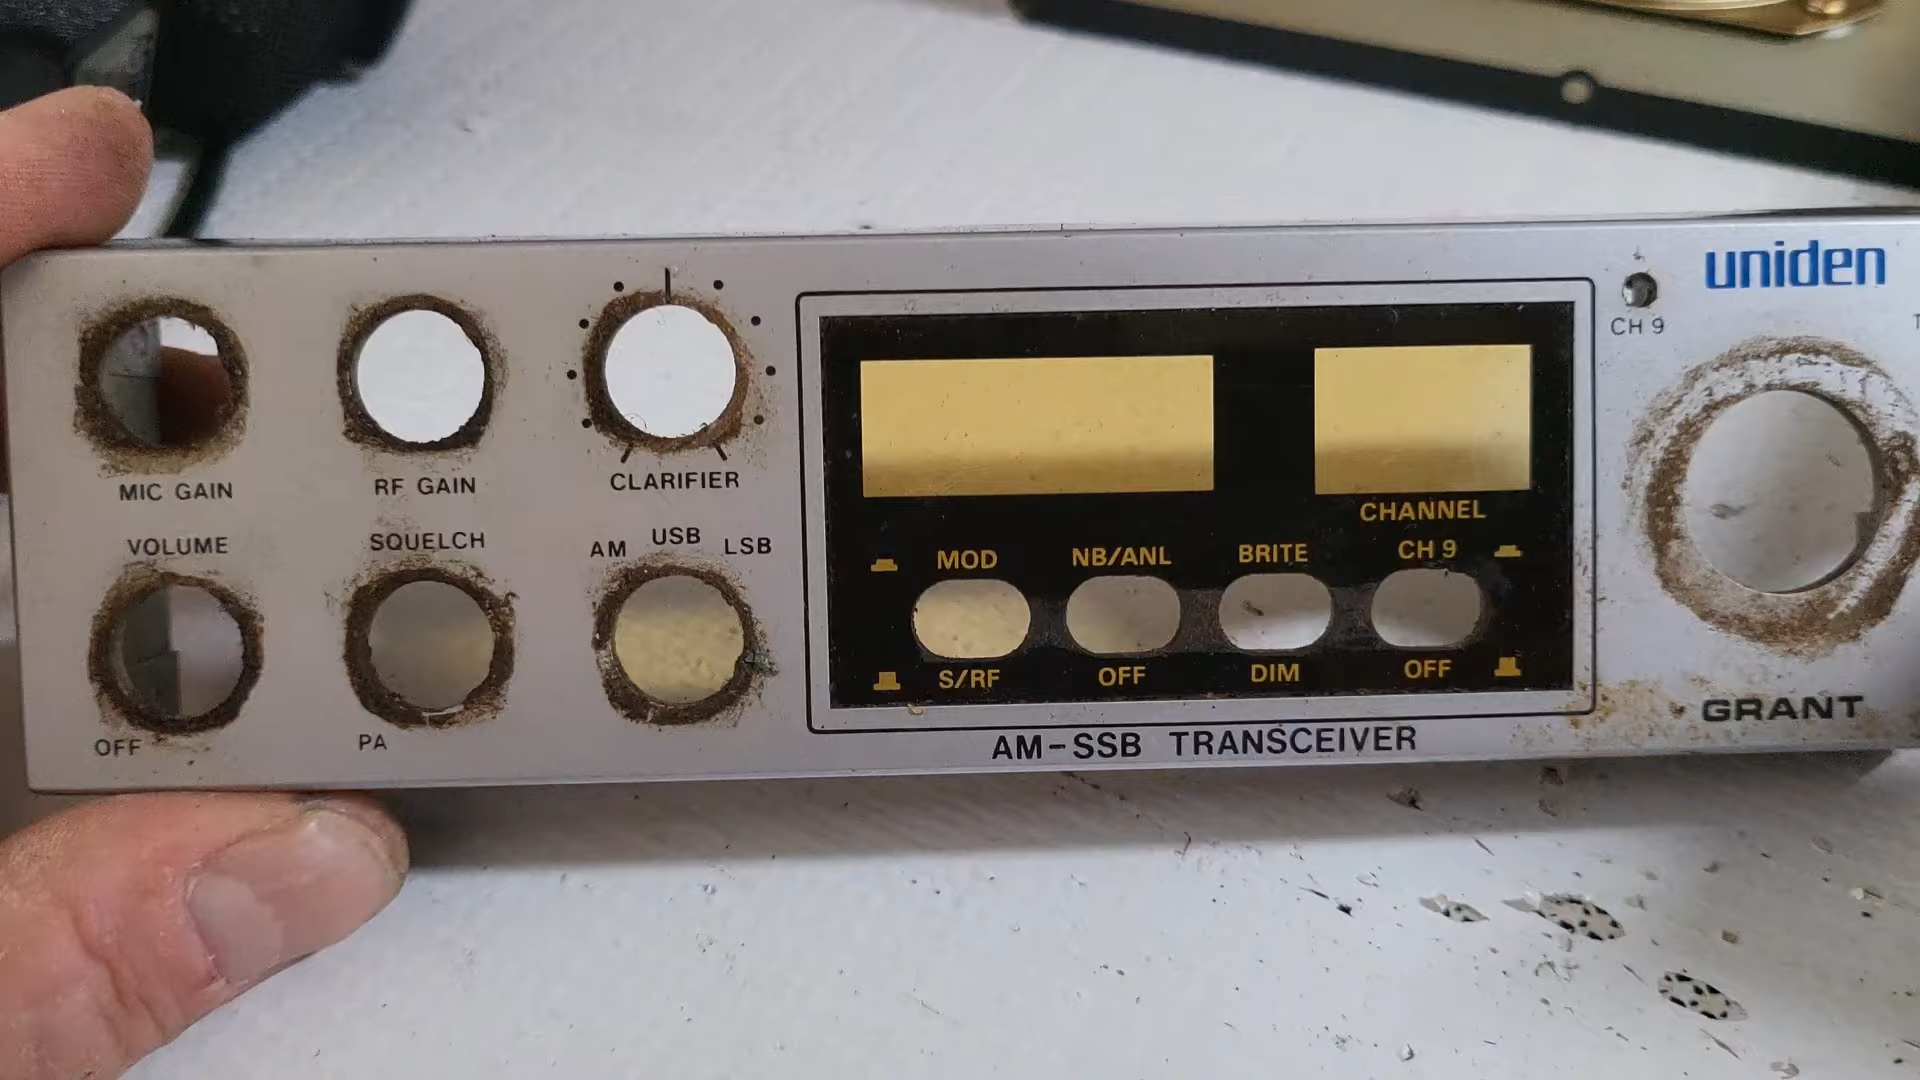 uniden
CH 9
MIC GAIN
RF GAIN
CLARIFIER
VOLUME
SQUELCH
AM USB LSB
OFF
PA
CHANNEL
MOD NB/ANL BRITE CH 9
S/RF OFF DIM OFF
AM-SSB TRANSCEIVER
GRANT